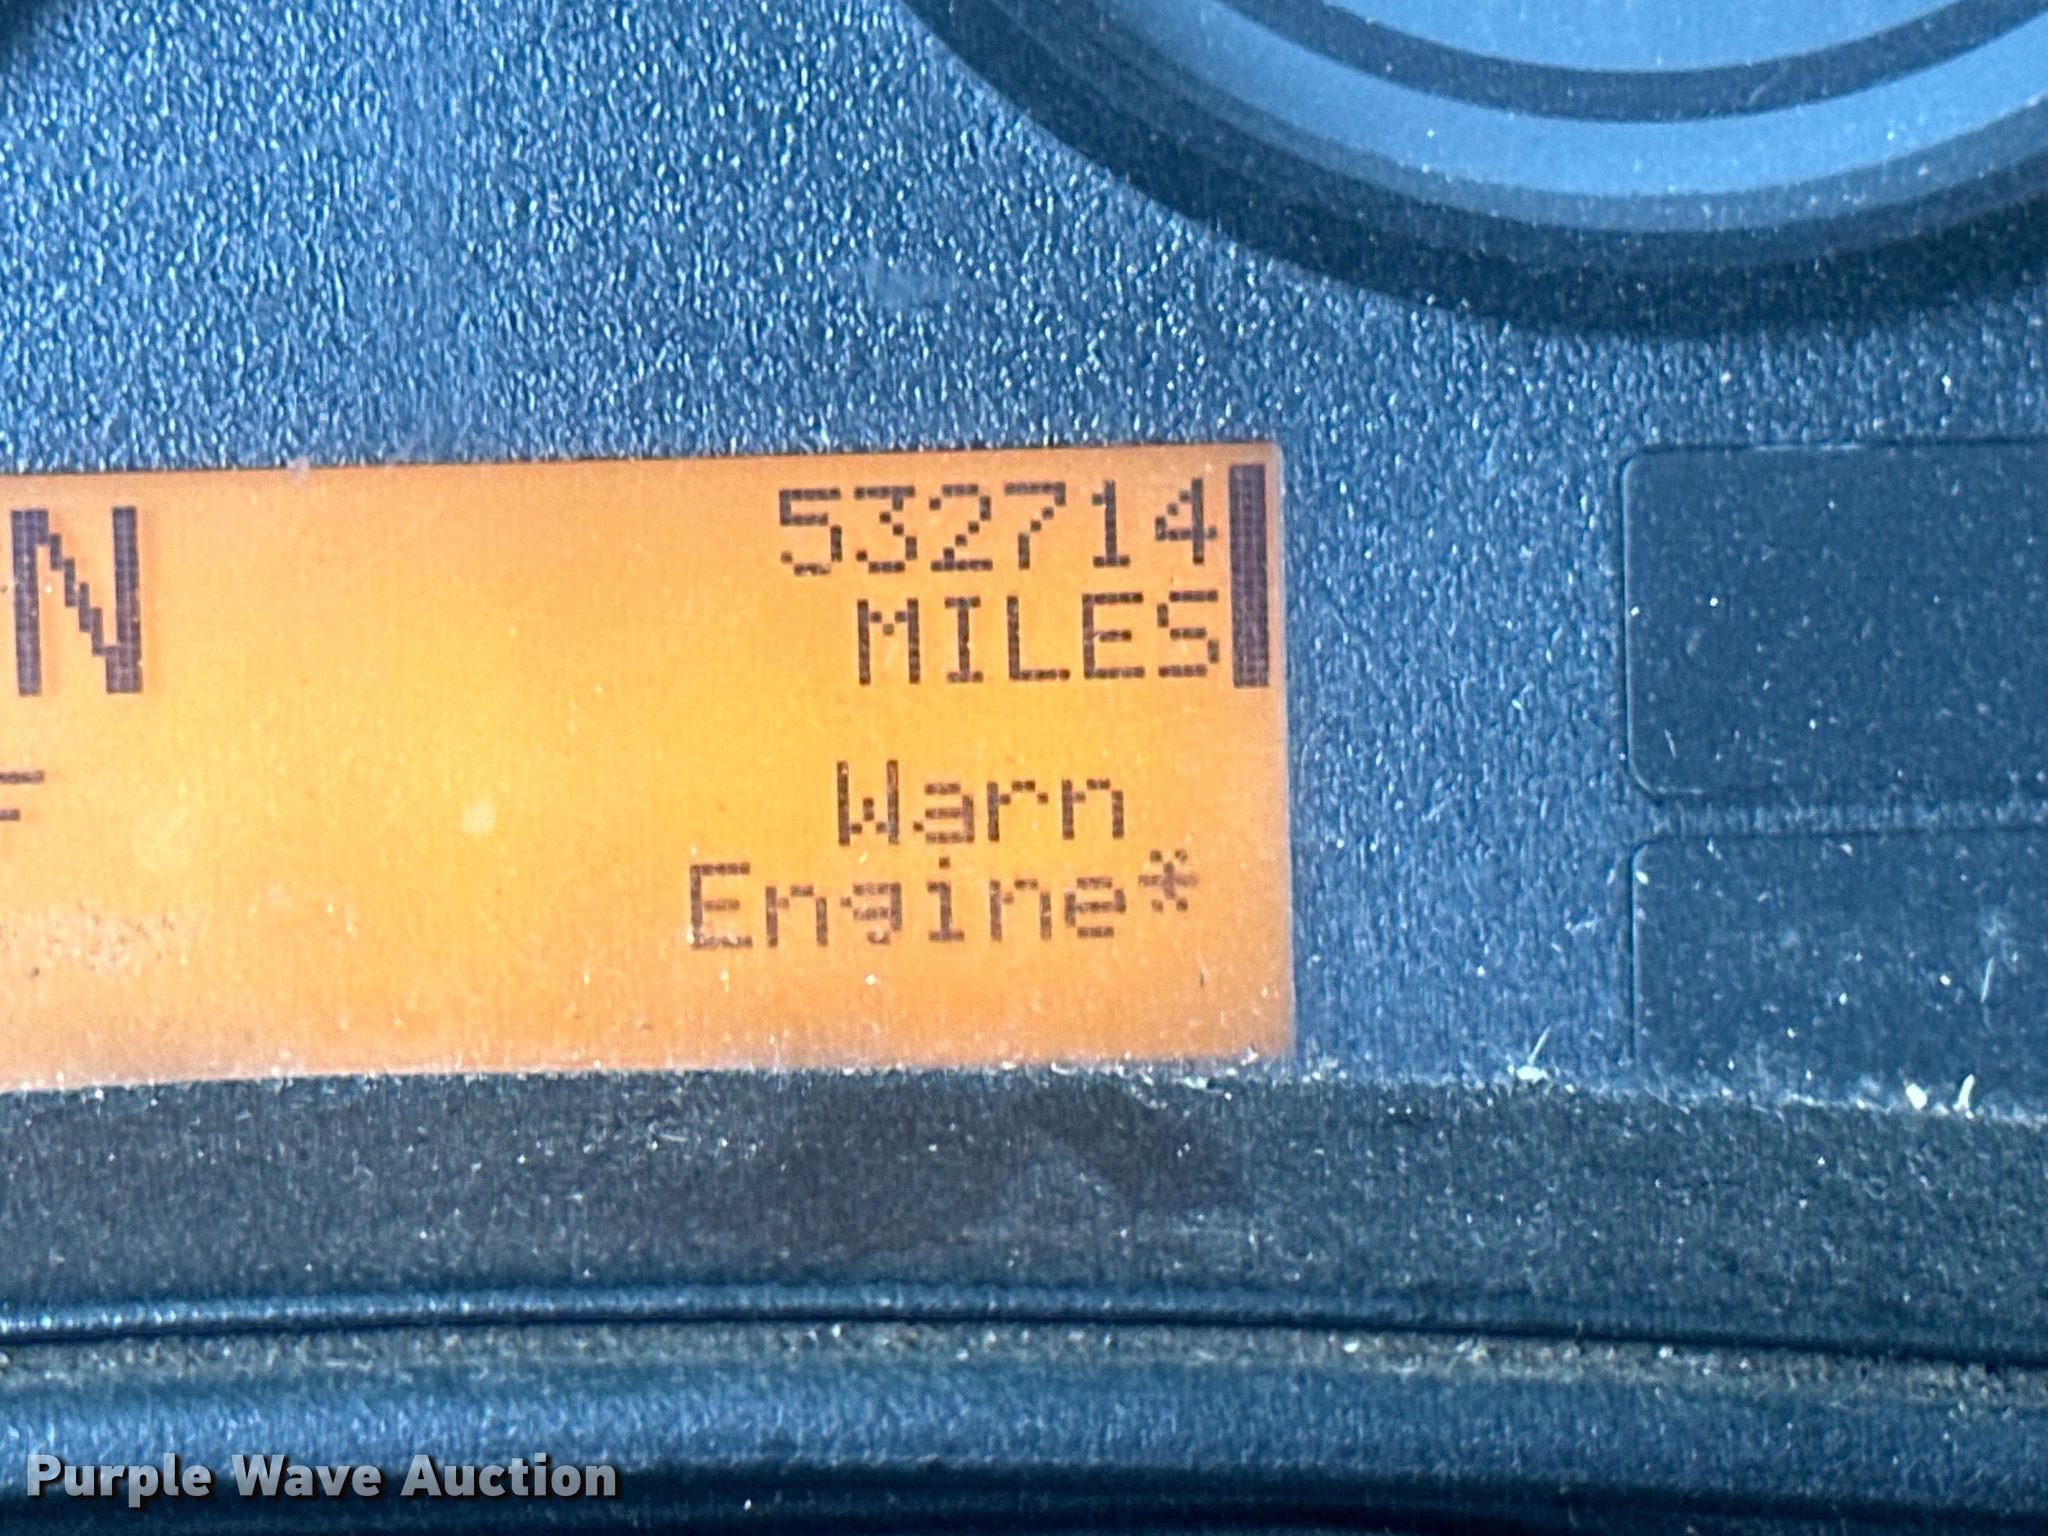 N
532714
MILES
F
Warn
Engine*
Purple Wave Auction